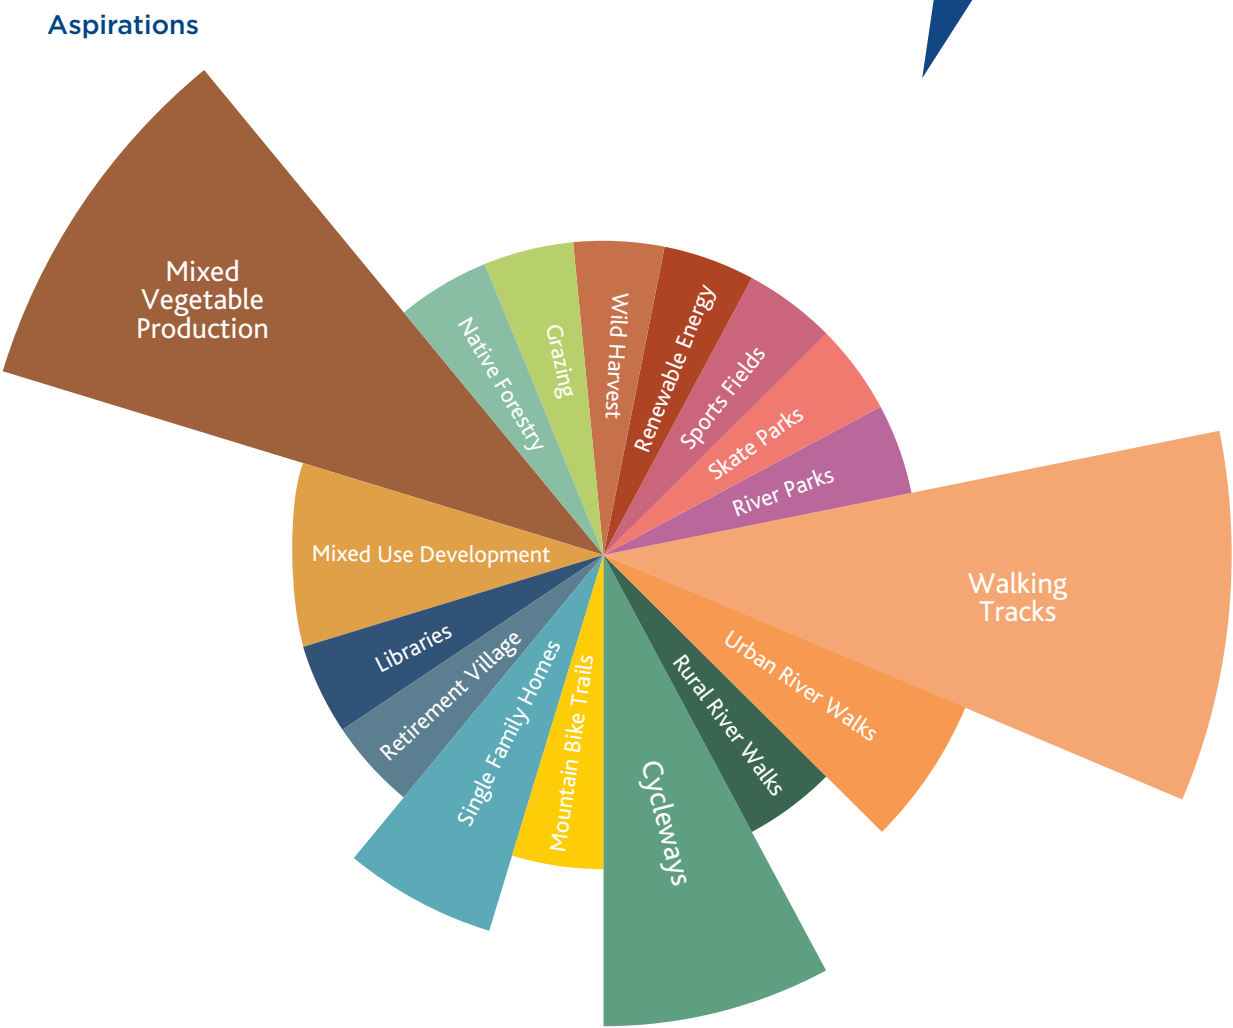 Aspirations
Mixed
Vegetable
Production
Native Forestry
Grazing
Wild Harvest
Renewable Energy
Sports Fields
Skate Parks
River Parks
Walking
Tracks
Urban River Walks
Rural River Walks
Cycleways
Mountain Bike Trails
Single Family Homes
Retirement Village
Libraries
Mixed Use Development